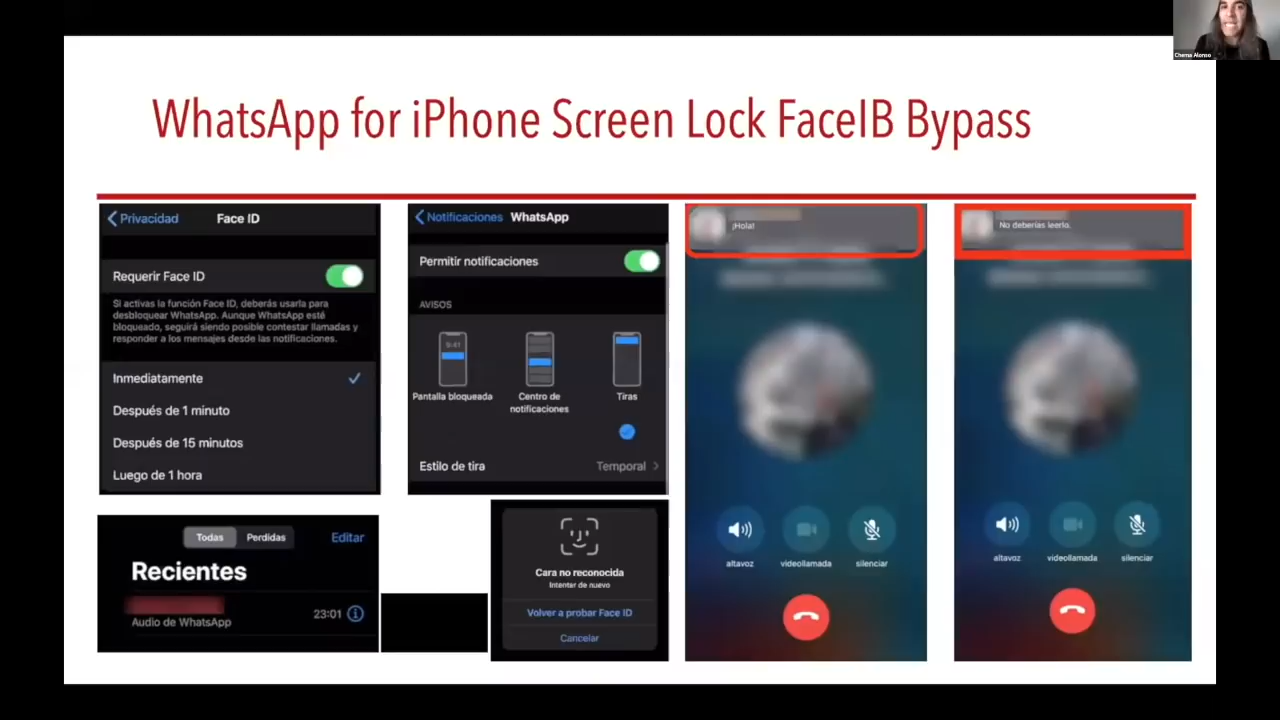 Chema Alonso
WhatsApp for iPhone Screen Lock FaceIB Bypass
Privacidad
Face ID
Requerir Face ID
Si activas la función Face ID, deberás usarla para
desbloquear WhatsApp. Aunque WhatsApp esté
bloqueado, seguirá siendo posible contestar llamadas y
responder a los mensajes desde las notificaciones.
Inmediatamente
Después de 1 minuto
Después de 15 minutos
Luego de 1 hora
Notificaciones
WhatsApp
Permitir notificaciones
AVISOS
9:41
Pantalla bloqueada
Centro de
notificaciones
Tiras
Estilo de tira
Temporal
¡Hola!
altavoz
videollamada
silenciar
No deberías leerlo.
altavoz
videollamada
silenciar
Todas
Perdidas
Editar
Recientes
Audio de WhatsApp
23:01
Cara no reconocida
Intentar de nuevo
Volver a probar Face ID
Cancelar